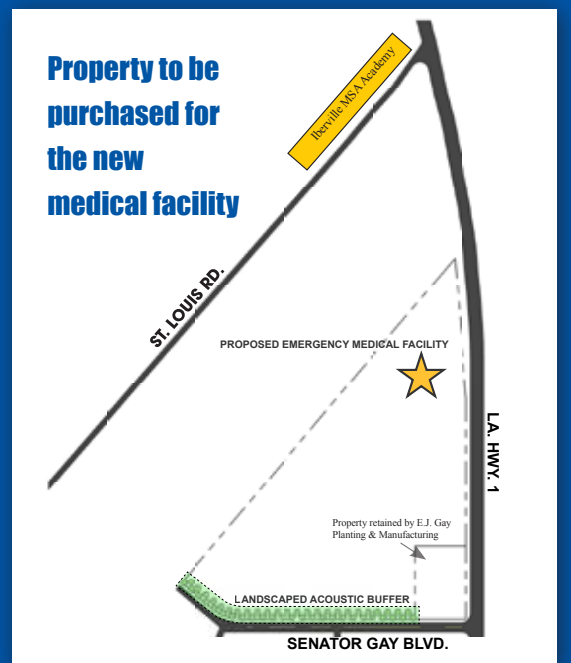 Property to be
purchased for
the new
medical facility
Iberville MSA Academy
ST. LOUIS RD.
PROPOSED EMERGENCY MEDICAL FACILITY
LA. HWY. 1
Property retained by E.J. Gay
Planting & Manufacturing
LANDSCAPED ACOUSTIC BUFFER
SENATOR GAY BLVD.